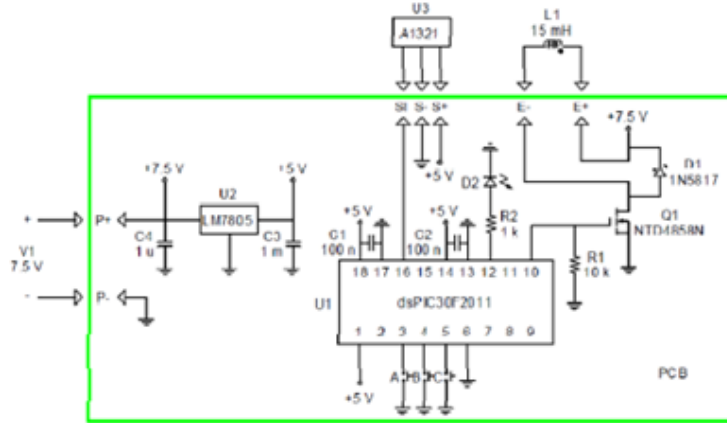 U3
A1321
L1
15 mH
SI S- S+ E- E+
+7.5 V
+7.5 V +5 V
+5 V
D1
1N5817
D2
U2
LM7805
P+
+
V1
7.5 V
-
P-
C4
1 u
C3
1 m
+5 V
C1
100 n
+5 V
C2
100 n
R2
1 k
Q1
NTD4858N
R1
10 k
18 17 16 15 14 13 12 11 10
U1
dsPIC30F2011
1 2 3 4 5 6 7 8 9
A B C
+5 V
PCB